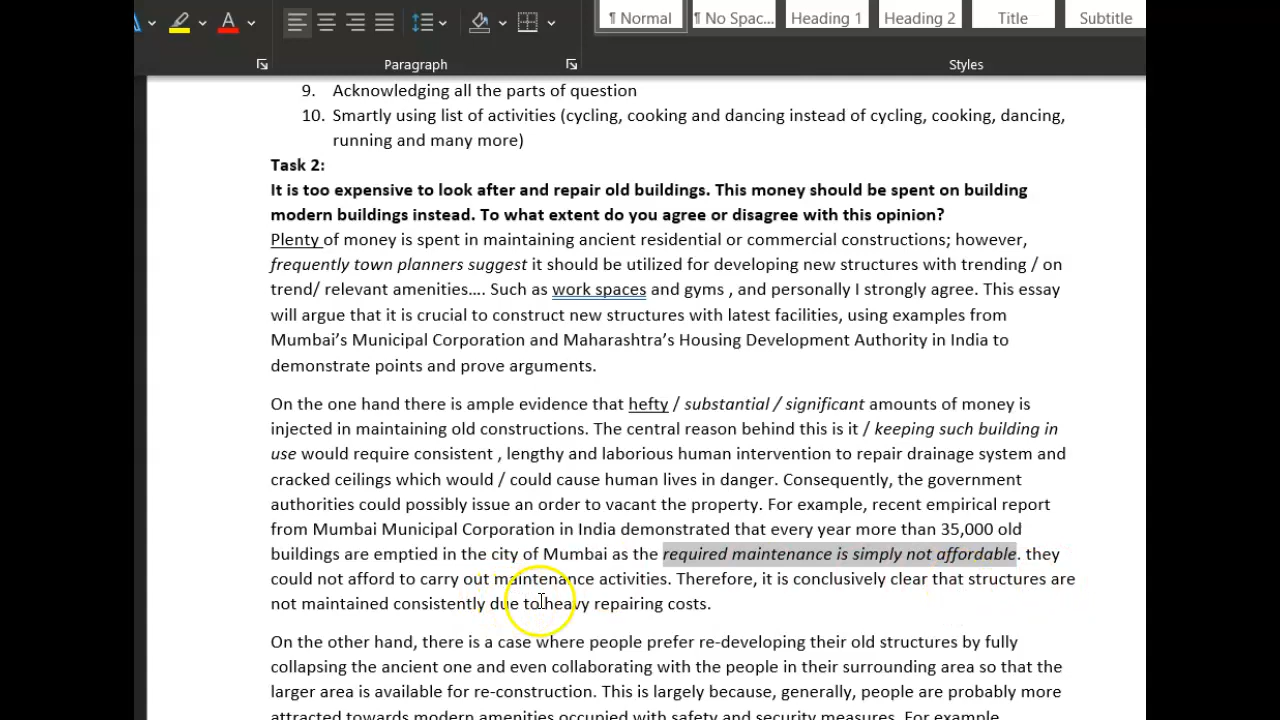 A
¶ Normal
¶ No Spac...
Heading 1
Heading 2
Title
Subtitle
Paragraph
Styles
9. Acknowledging all the parts of question
10. Smartly using list of activities (cycling, cooking and dancing instead of cycling, cooking, dancing,
running and many more)
Task 2:
It is too expensive to look after and repair old buildings. This money should be spent on building
modern buildings instead. To what extent do you agree or disagree with this opinion?
Plenty of money is spent in maintaining ancient residential or commercial constructions; however,
frequently town planners suggest it should be utilized for developing new structures with trending / on
trend/ relevant amenities…. Such as work spaces and gyms , and personally I strongly agree. This essay
will argue that it is crucial to construct new structures with latest facilities, using examples from
Mumbai’s Municipal Corporation and Maharashtra’s Housing Development Authority in India to
demonstrate points and prove arguments.
On the one hand there is ample evidence that hefty / substantial / significant amounts of money is
injected in maintaining old constructions. The central reason behind this is it / keeping such building in
use would require consistent , lengthy and laborious human intervention to repair drainage system and
cracked ceilings which would / could cause human lives in danger. Consequently, the government
authorities could possibly issue an order to vacant the property. For example, recent empirical report
from Mumbai Municipal Corporation in India demonstrated that every year more than 35,000 old
buildings are emptied in the city of Mumbai as the required maintenance is simply not affordable. they
could not afford to carry out maintenance activities. Therefore, it is conclusively clear that structures are
not maintained consistently due to heavy repairing costs.
On the other hand, there is a case where people prefer re-developing their old structures by fully
collapsing the ancient one and even collaborating with the people in their surrounding area so that the
larger area is available for re-construction. This is largely because, generally, people are probably more
attracted towards modern amenities occupied with safety and security measures. For example